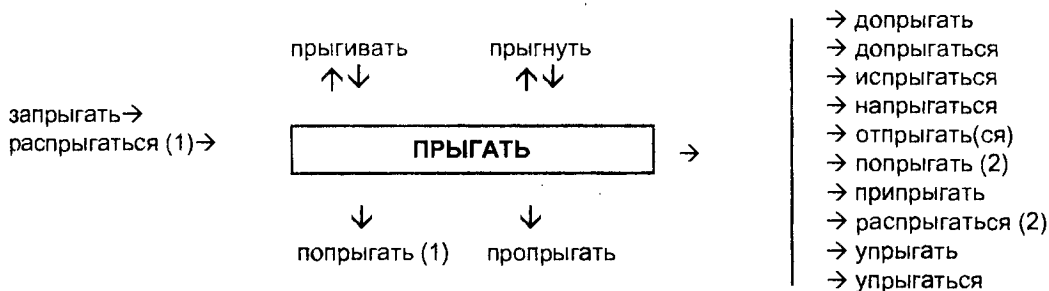 прыгивать прыгнуть
запрыгать→
распрыгаться (1)→
ПРЫГАТЬ
→
попрыгать (1) пропрыгать
→ допрыгать
→ допрыгаться
→ испрыгаться
→ напрыгаться
→ отпрыгать(ся)
→ попрыгать (2)
→ припрыгать
→ распрыгаться (2)
→ упрыгать
→ упрыгаться